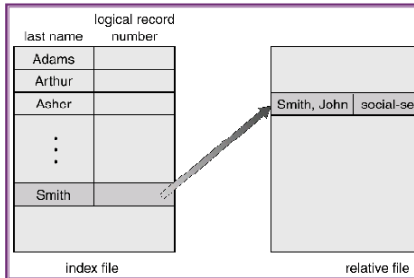 logical record
last name number
Adams
Arthur
Asher
Smith
Smith, John social-se
index file relative file